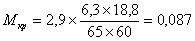 M_кр = 2,9 × (6,3 × 18,8) / (65 × 60) = 0,087